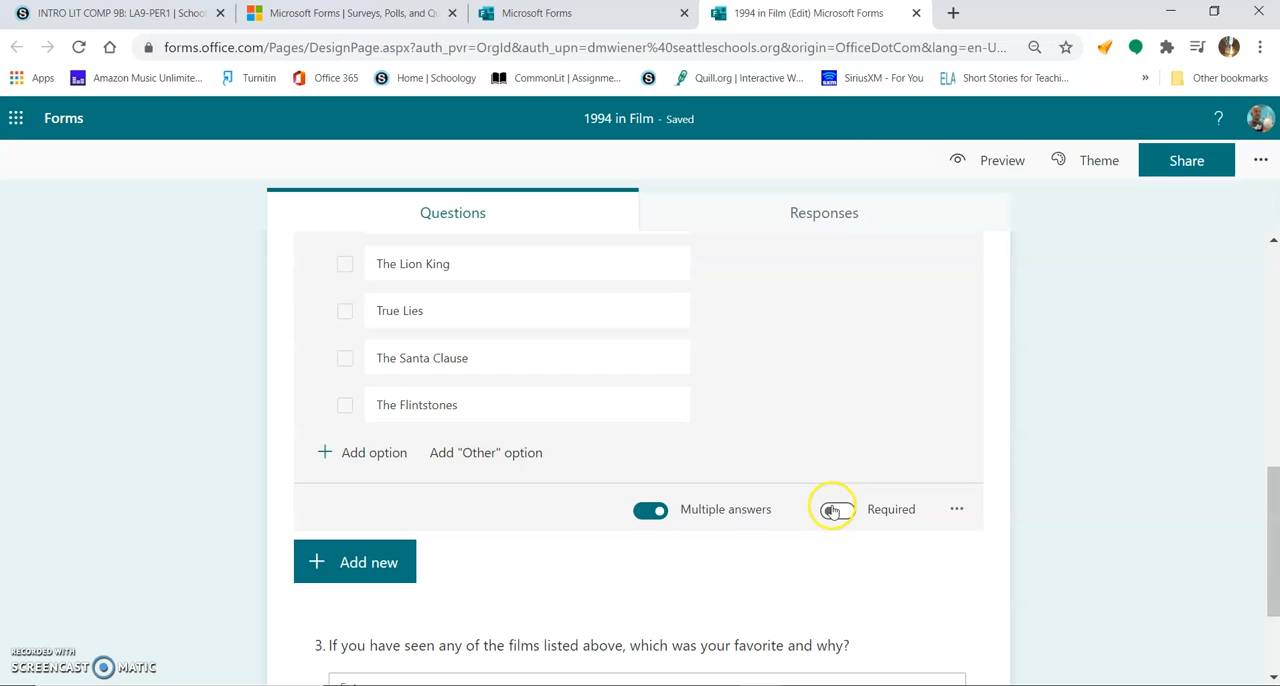 INTRO LIT COMP 9B: LA9-PER1 | School
Microsoft Forms | Surveys, Polls, and Qu
Microsoft Forms
1994 in Film (Edit) Microsoft Forms
forms.office.com/Pages/DesignPage.aspx?auth_pvr=OrgId&auth_upn=dmwiener%40seattleschools.org&origin=OfficeDotCom&lang=en-U...
Apps
Amazon Music Unlimite...
Turnitin
Office 365
Home | Schoology
CommonLit | Assignme...
Quill.org | Interactive W...
SiriusXM - For You
ELA
Short Stories for Teachi...
»
Other bookmarks
Forms
1994 in Film - Saved
?
Preview
Theme
Share
Questions
Responses
The Lion King
True Lies
The Santa Clause
The Flintstones
Add option
Add "Other" option
Multiple answers
Required
Add new
3. If you have seen any of the films listed above, which was your favorite and why?
RECORDED WITH
SCREENCAST MATIC